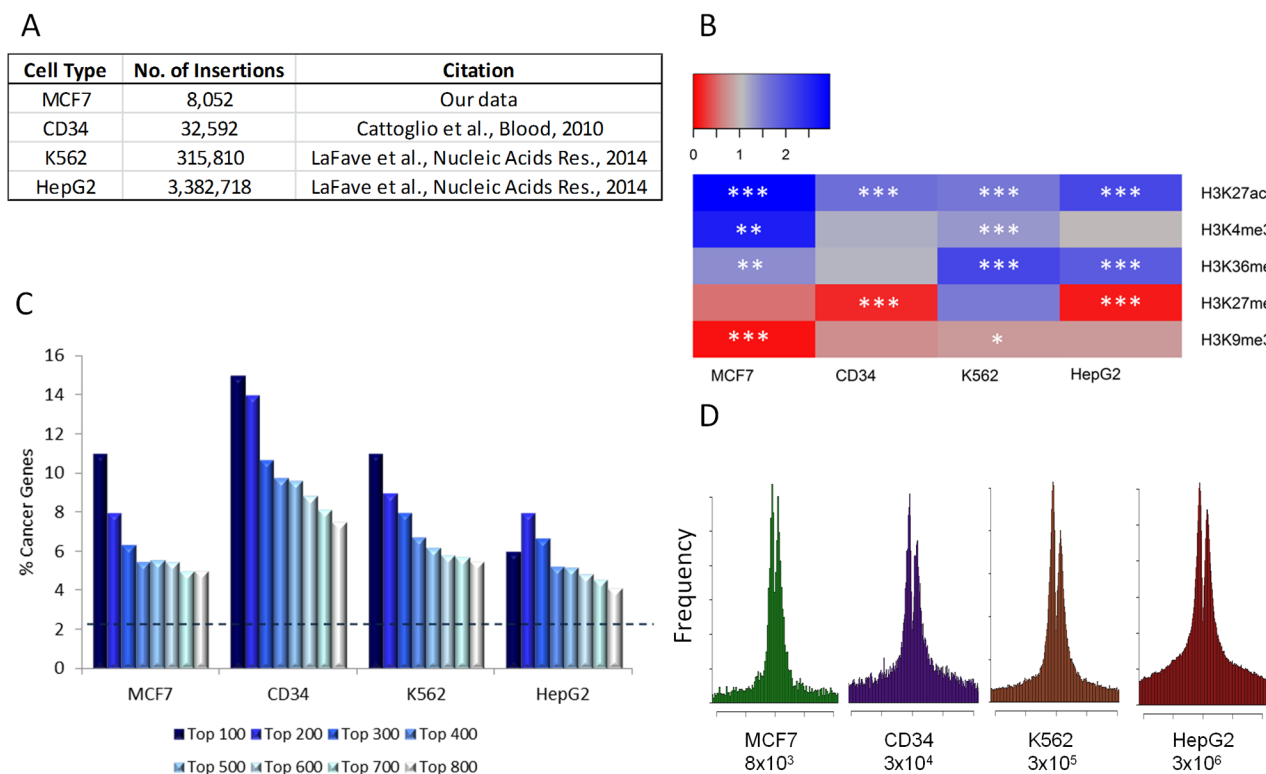 A
Cell Type No. of Insertions Citation
MCF7 8,052 Our data
CD34 32,592 Cattoglio et al., Blood, 2010
K562 315,810 LaFave et al., Nucleic Acids Res., 2014
HepG2 3,382,718 LaFave et al., Nucleic Acids Res., 2014
B
0 1 2
*** *** *** *** H3K27ac
** *** H3K4me3
** *** *** H3K36me
*** *** H3K27me
*** * H3K9me3
MCF7 CD34 K562 HepG2
C
% Cancer Genes
16
14
12
10
8
6
4
2
0
MCF7 CD34 K562 HepG2
Top 100 Top 200 Top 300 Top 400
Top 500 Top 600 Top 700 Top 800
D
Frequency
MCF7 CD34 K562 HepG2
8x10³ 3x10⁴ 3x10⁵ 3x10⁶